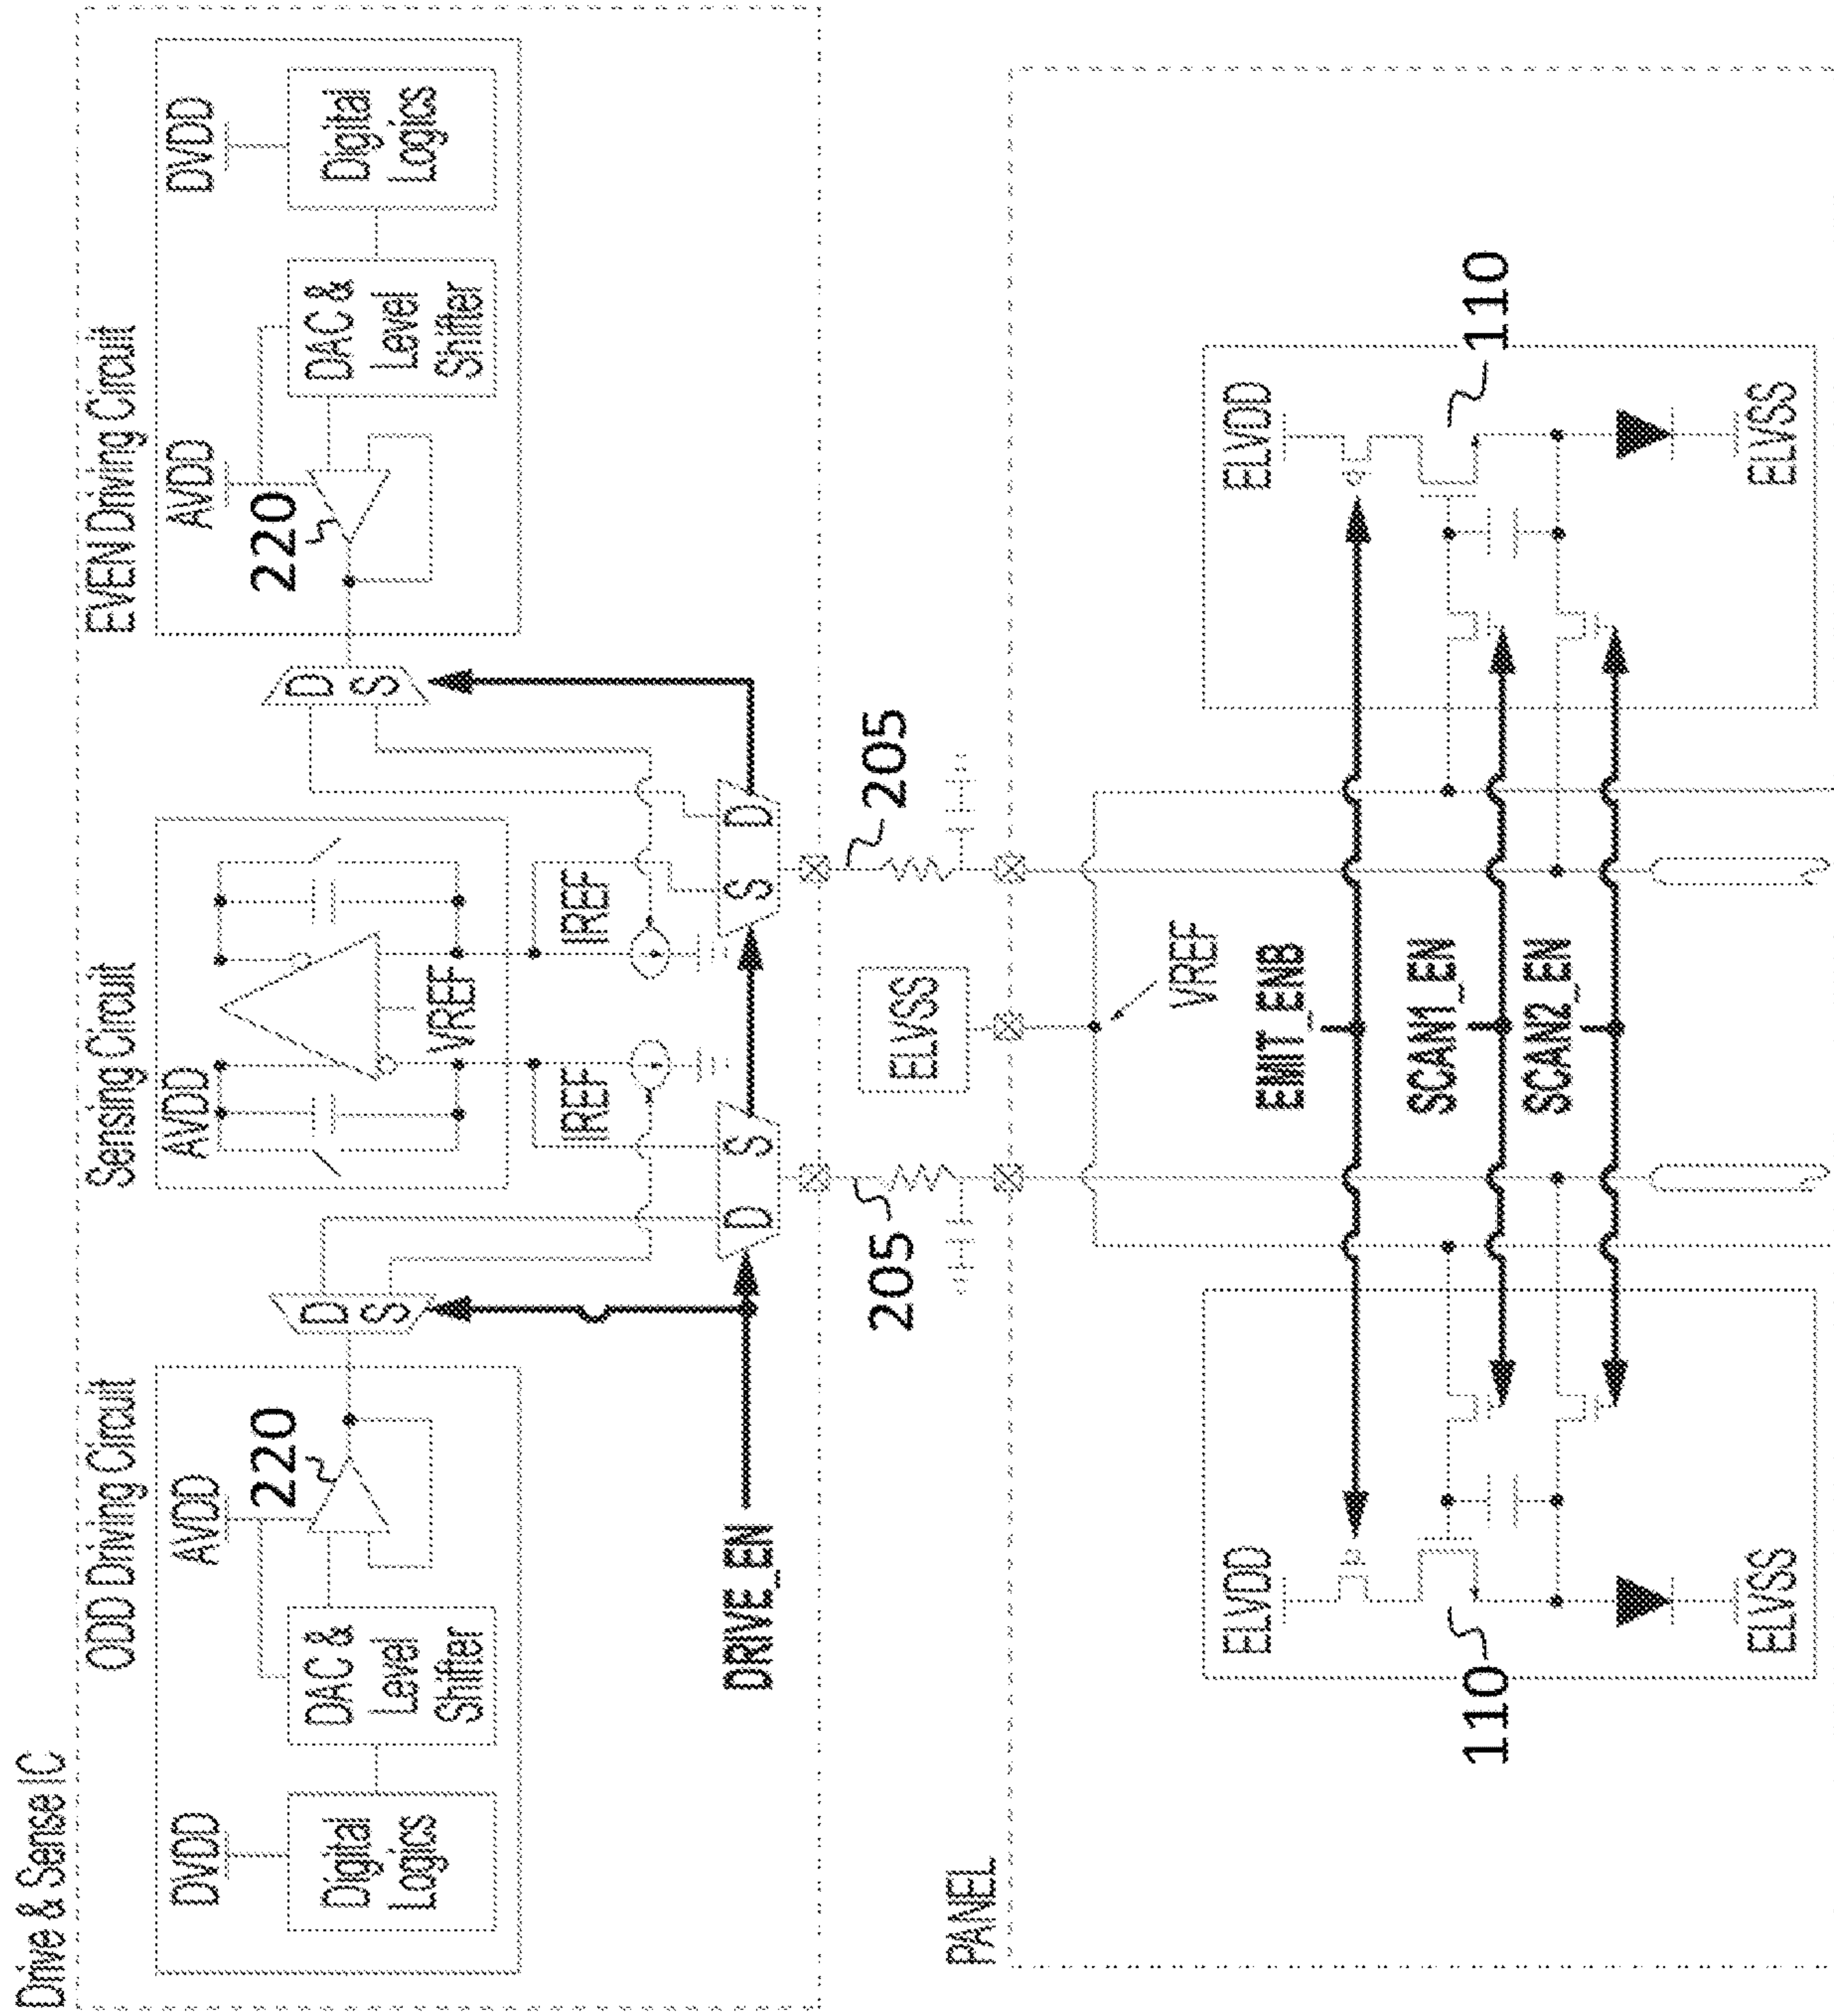 Drive & Sense IC
ODD Driving Circuit
Sensing Circuit
EVEN Driving Circuit
DVDD
AVDD
AVDD
AVDD
DVDD
220
220
Digital
Logics
DAC &
Level
Shifter
D
S
VREF
D
S
DAC &
Level
Shifter
Digital
Logics
IREF
IREF
DRIVE_EN
D
S
S
D
205
205
ELVSS
PANEL
VREF
ELVDD
ELVDD
EMIT_ENB
110
110
SCAN1_EN
SCAN2_EN
ELVSS
ELVSS